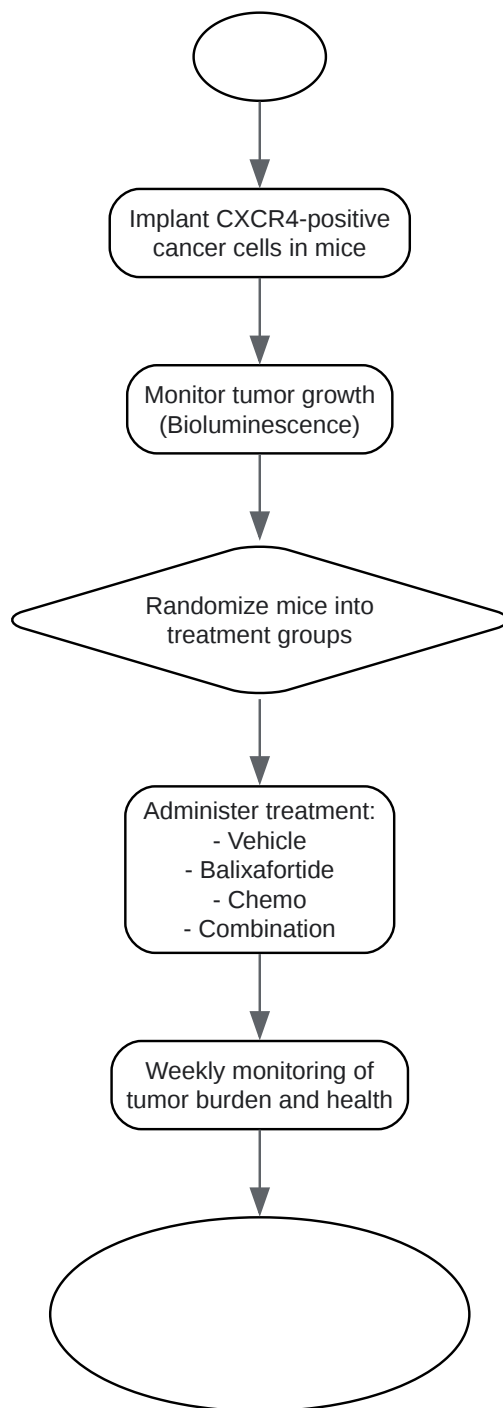 Implant CXCR4-positive
cancer cells in mice
Monitor tumor growth
(Bioluminescence)
Randomize mice into
treatment groups
Administer treatment:
- Vehicle
- Balixafortide
- Chemo
- Combination
Weekly monitoring of
tumor burden and health